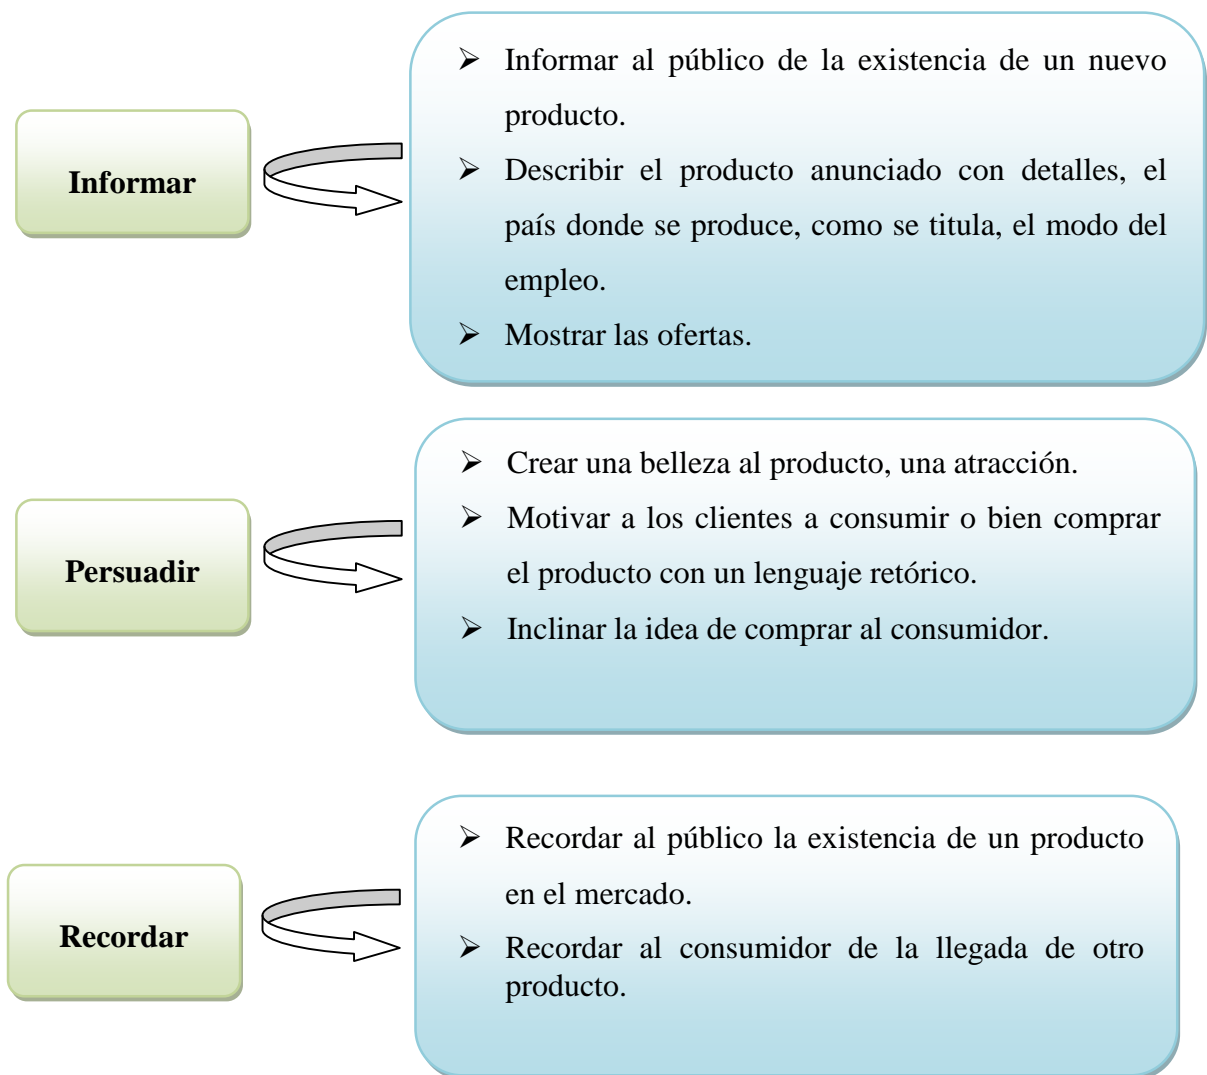 ➢ Informar al público de la existencia de un nuevo
producto.
Informar
➢ Describir el producto anunciado con detalles, el
país donde se produce, como se titula, el modo del
empleo.
➢ Mostrar las ofertas.
➢ Crear una belleza al producto, una atracción.
➢ Motivar a los clientes a consumir o bien comprar
Persuadir
el producto con un lenguaje retórico.
➢ Inclinar la idea de comprar al consumidor.
➢ Recordar al público la existencia de un producto
en el mercado.
Recordar
➢ Recordar al consumidor de la llegada de otro
producto.